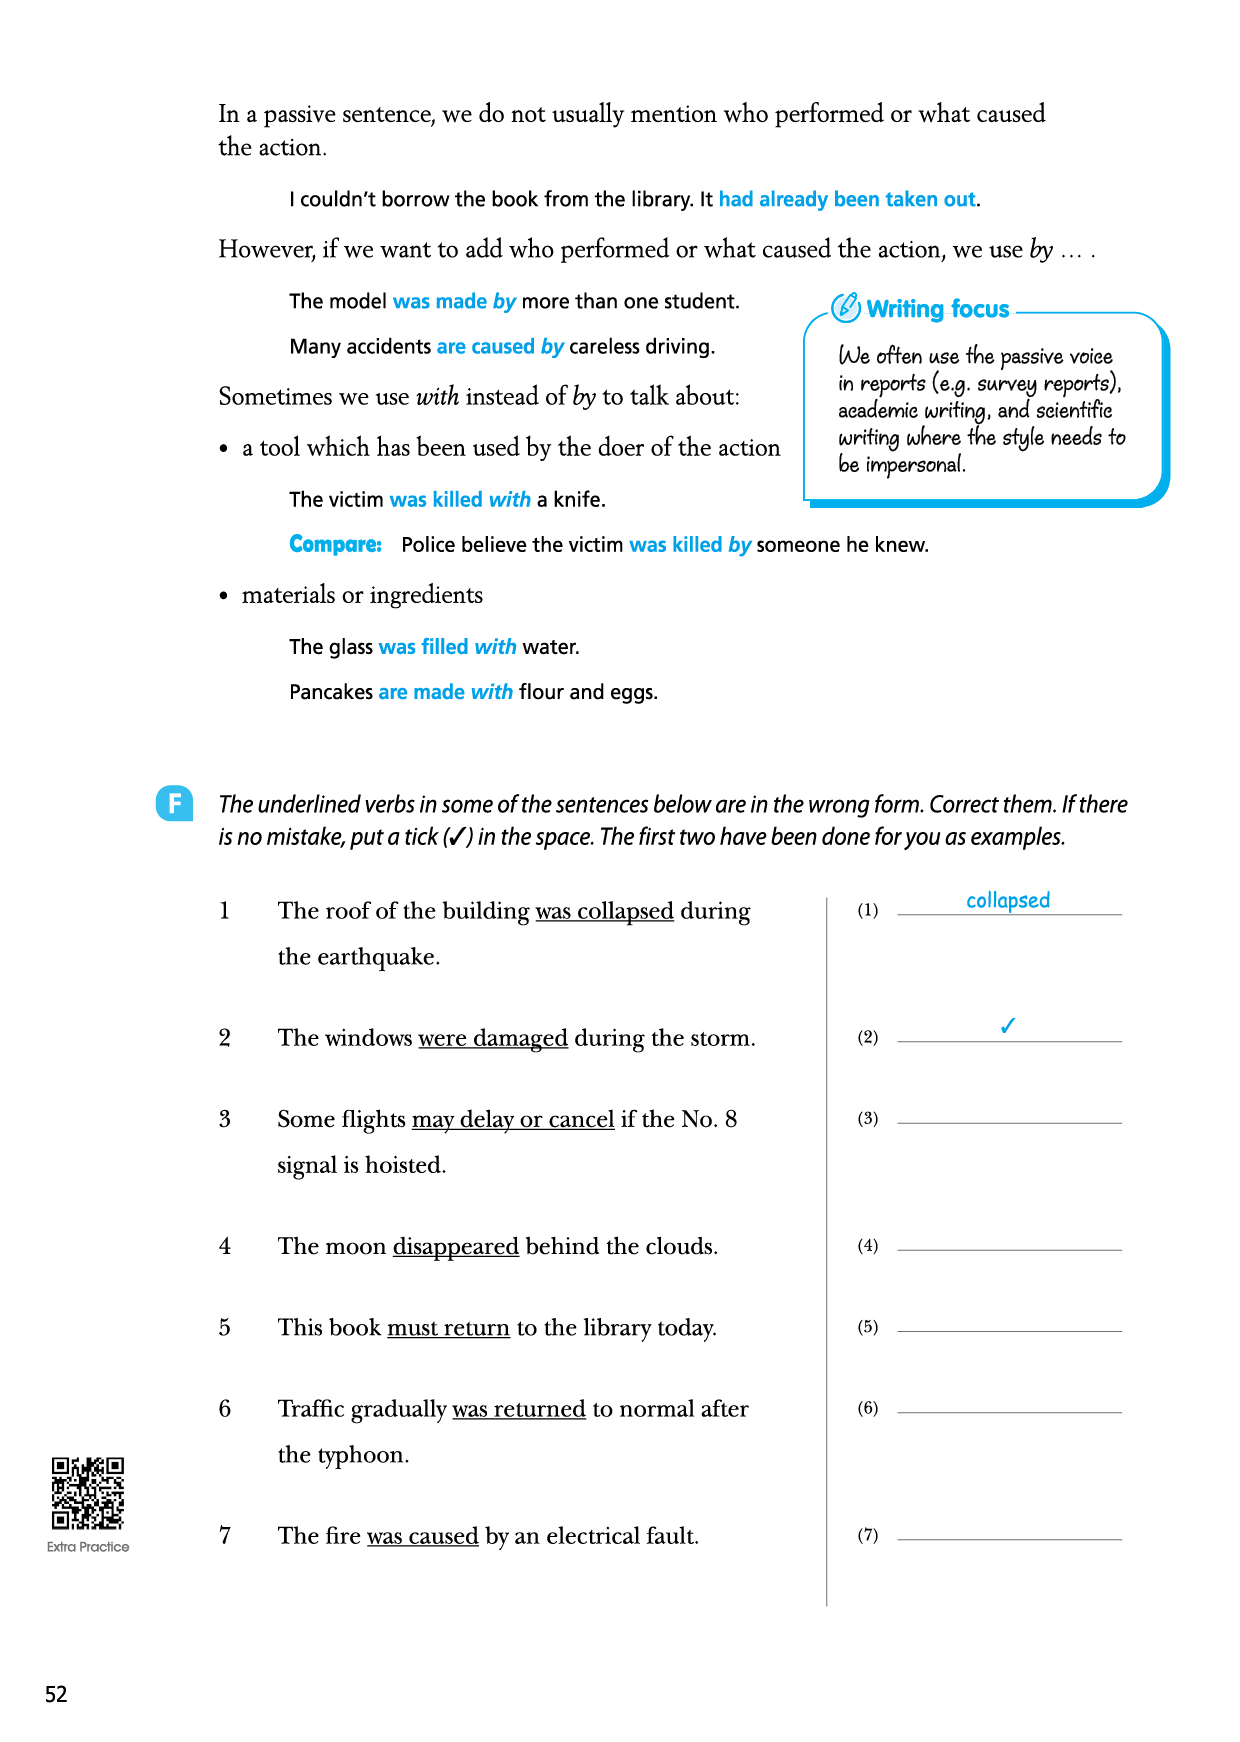 In a passive sentence, we do not usually mention who performed or what caused
the action.
I couldn't borrow the book from the library. It had already been taken out.
However, if we want to add who performed or what caused the action, we use by ... .
The model was made by more than one student.
Many accidents are caused by careless driving.
Writing focus
We often use the passive voice
in reports (e.g. survey reports),
academic writing, and scientific
writing where the style needs to
be impersonal.
Sometimes we use with instead of by to talk about:
• a tool which has been used by the doer of the action
The victim was killed with a knife.
Compare: Police believe the victim was killed by someone he knew.
• materials or ingredients
The glass was filled with water.
Pancakes are made with flour and eggs.
F The underlined verbs in some of the sentences below are in the wrong form. Correct them. If there
is no mistake, put a tick (✓) in the space. The first two have been done for you as examples.
1 The roof of the building was collapsed during (1) collapsed
the earthquake.
2 The windows were damaged during the storm. (2) ✓
3 Some flights may delay or cancel if the No. 8 (3)
signal is hoisted.
4 The moon disappeared behind the clouds. (4)
5 This book must return to the library today. (5)
6 Traffic gradually was returned to normal after (6)
the typhoon.
7 The fire was caused by an electrical fault. (7)
Extra Practice
52